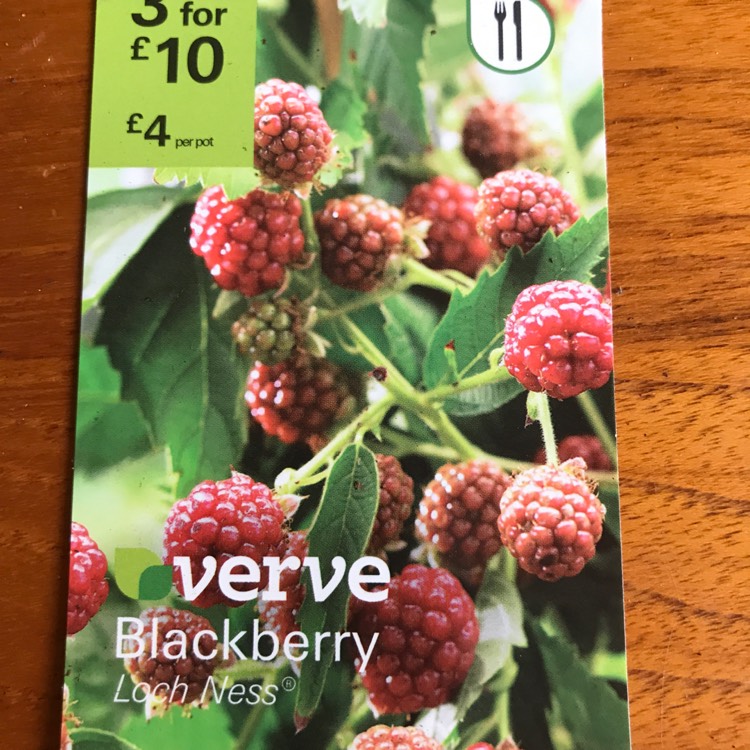 3 for
£10
£4 per pot
verve
Blackberry
Loch Ness®